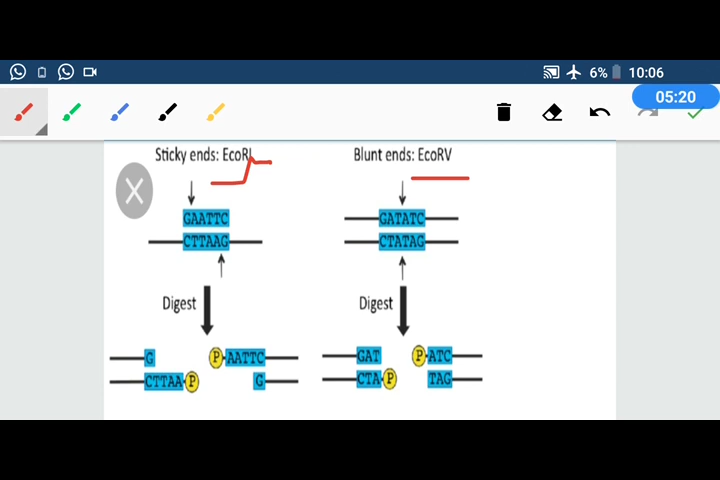 6% 10:06
05:20
Sticky ends: EcoRI
Blunt ends: EcoRV
GAATTC
CTTAAG
GATATC
CTATAG
Digest
Digest
G P AATTC
CTTAA P G
GAT P ATC
CTA P TAG